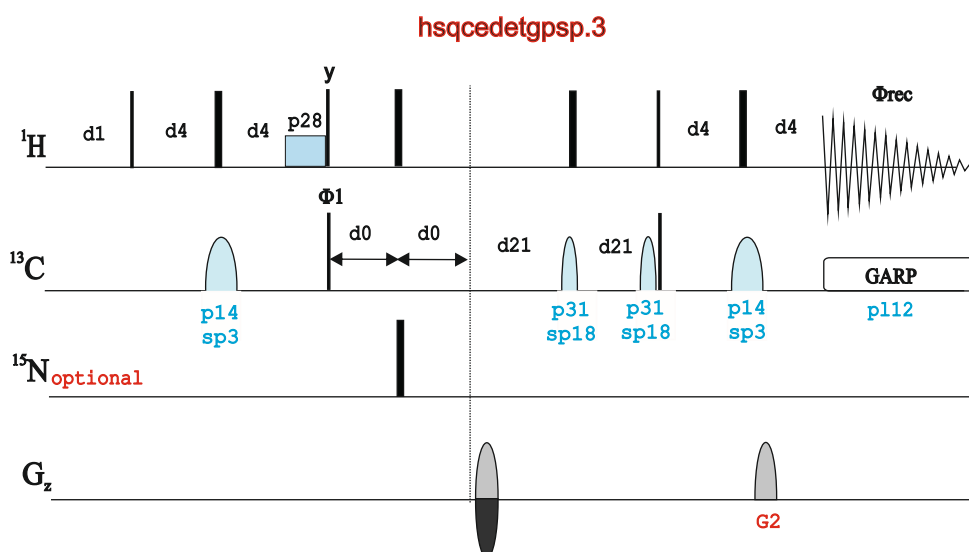 hsqcedetgpsp.3
y
Φrec
d1 d4 d4 p28 d4 d4
¹H
Φ1
d0 d0 d21 d21
¹³C GARP
p14 p31 p31 p14 pl12
sp3 sp18 sp18 sp3
¹⁵N optional
Gz
G2